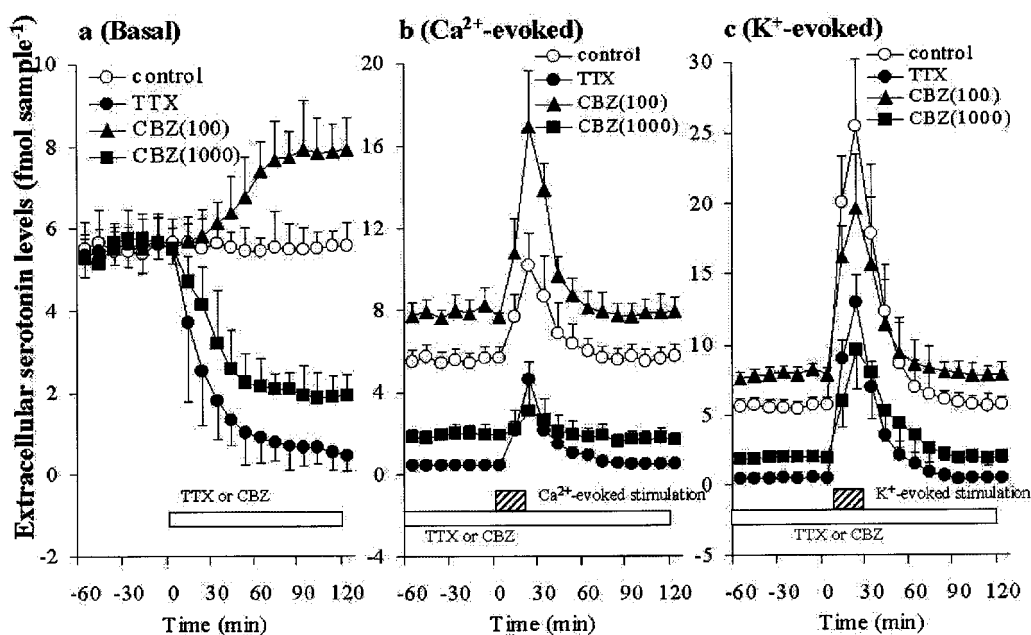 a (Basal)
b (Ca2+-evoked)
c (K+-evoked)
Extracellular serotonin levels (fmol sample-1)
10
8
6
4
2
0
-2
control
TTX
CBZ(100)
CBZ(1000)
TTX or CBZ
-60 -30 0 30 60 90 120
Time (min)
20
16
12
8
4
0
-4
control
TTX
CBZ(100)
CBZ(1000)
Ca2+-evoked stimulation
TTX or CBZ
-60 -30 0 30 60 90 120
Time (min)
30
25
20
15
10
5
0
-5
control
TTX
CBZ(100)
CBZ(1000)
K+-evoked stimulation
TTX or CBZ
-60 -30 0 30 60 90 120
Time (min)